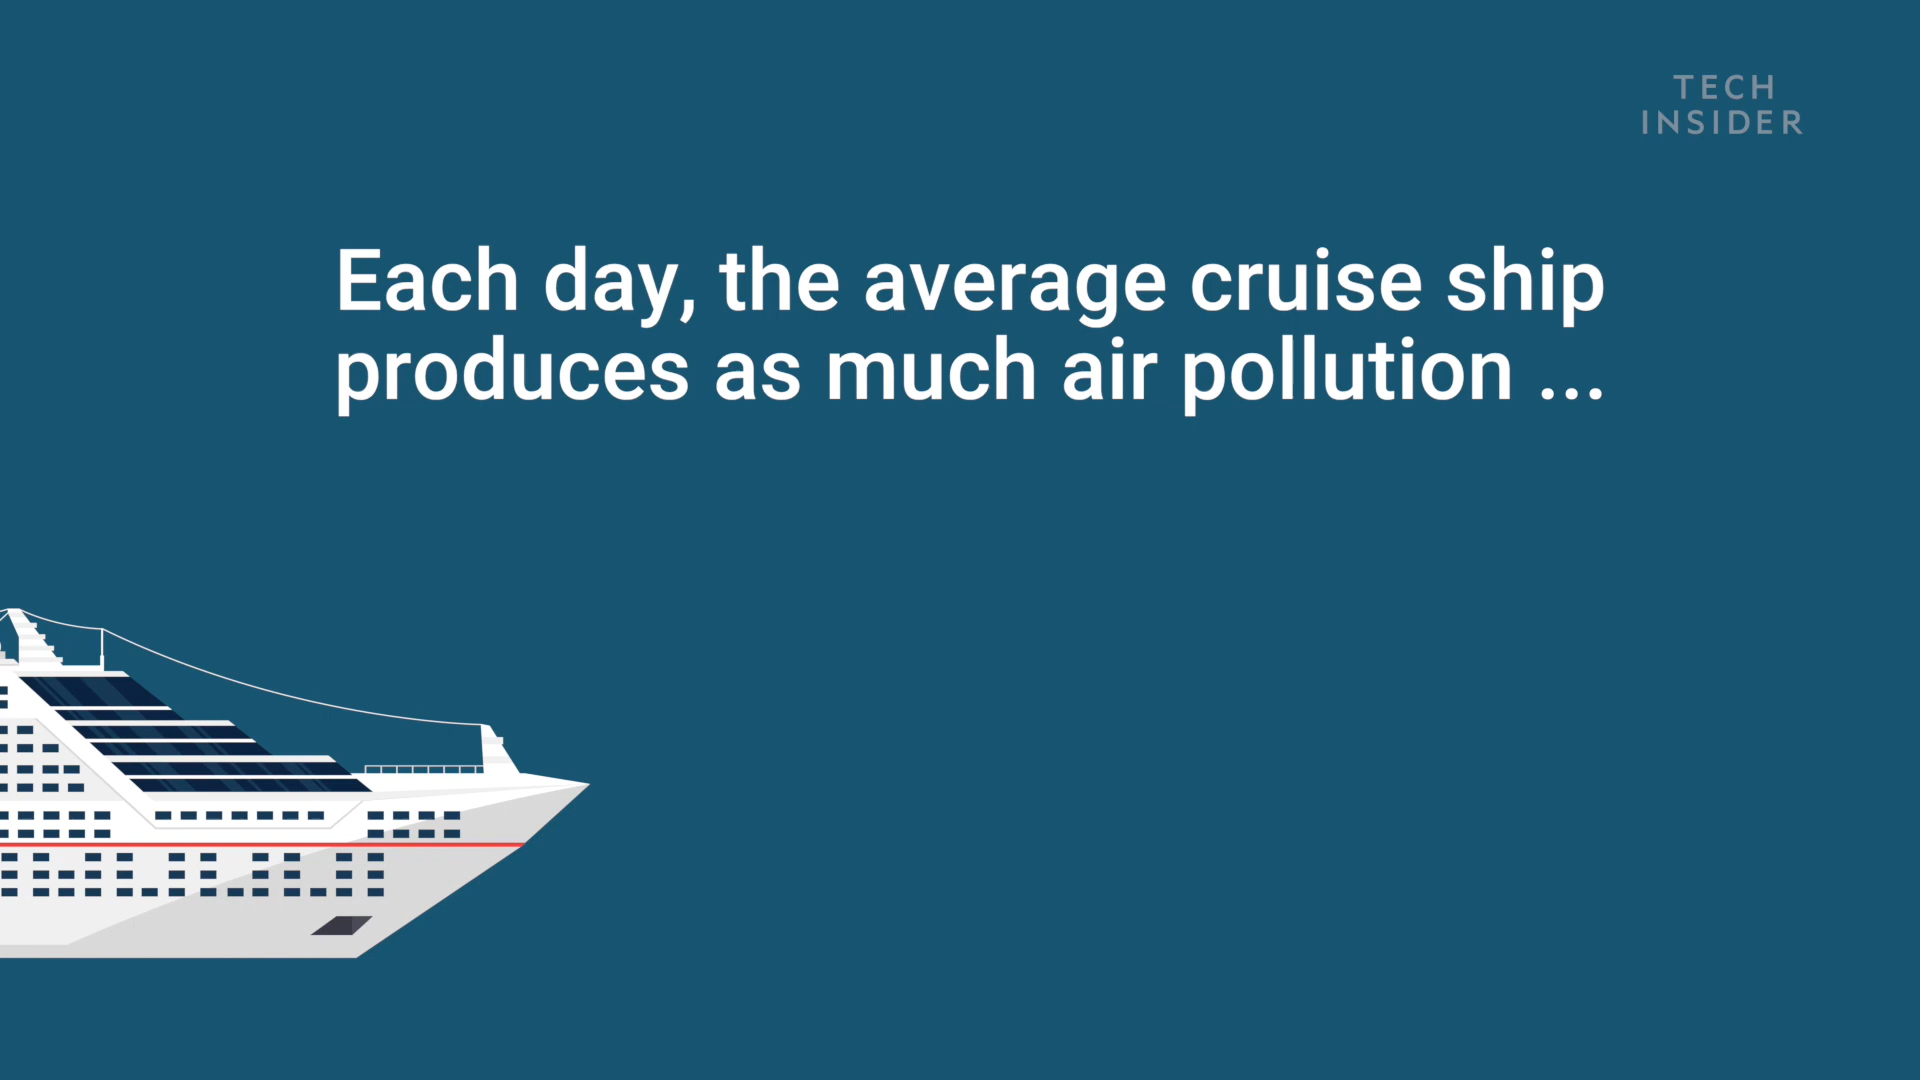 TECH
INSIDER
Each day, the average cruise ship
produces as much air pollution ...